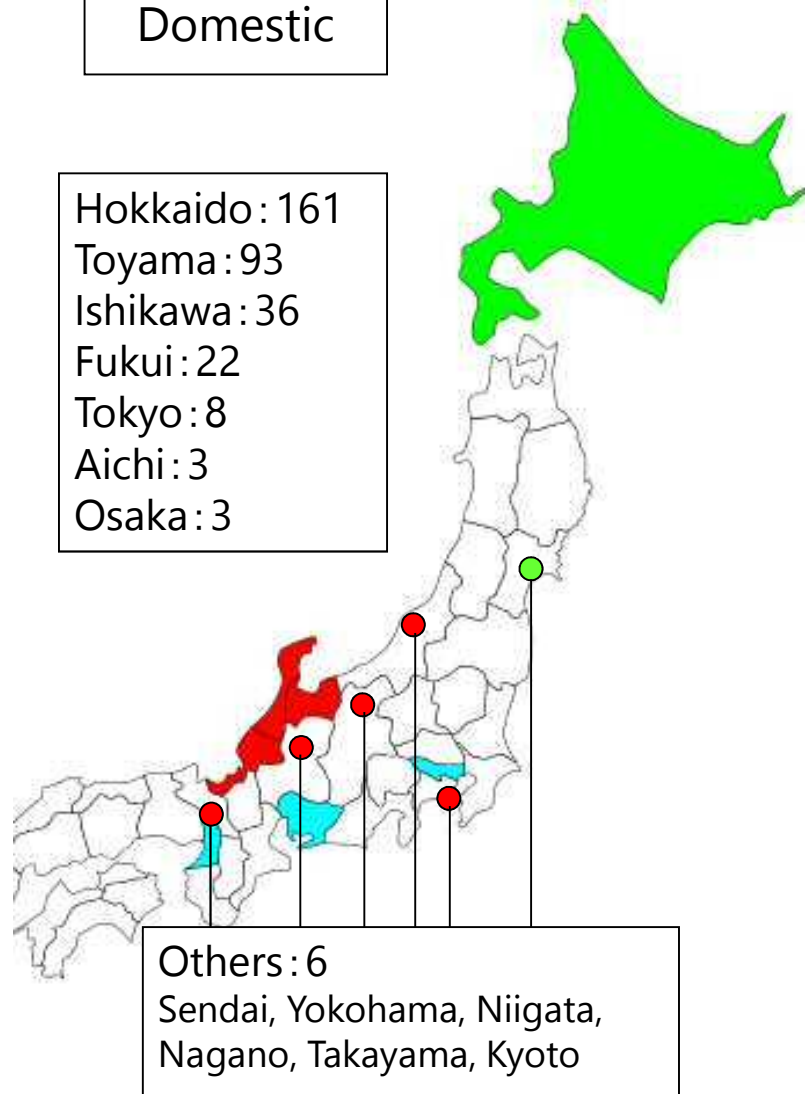 Domestic
Hokkaido:161
Toyama:93
Ishikawa:36
Fukui:22
Tokyo:8
Aichi:3
Osaka:3
Others:6
Sendai, Yokohama, Niigata,
Nagano, Takayama, Kyoto